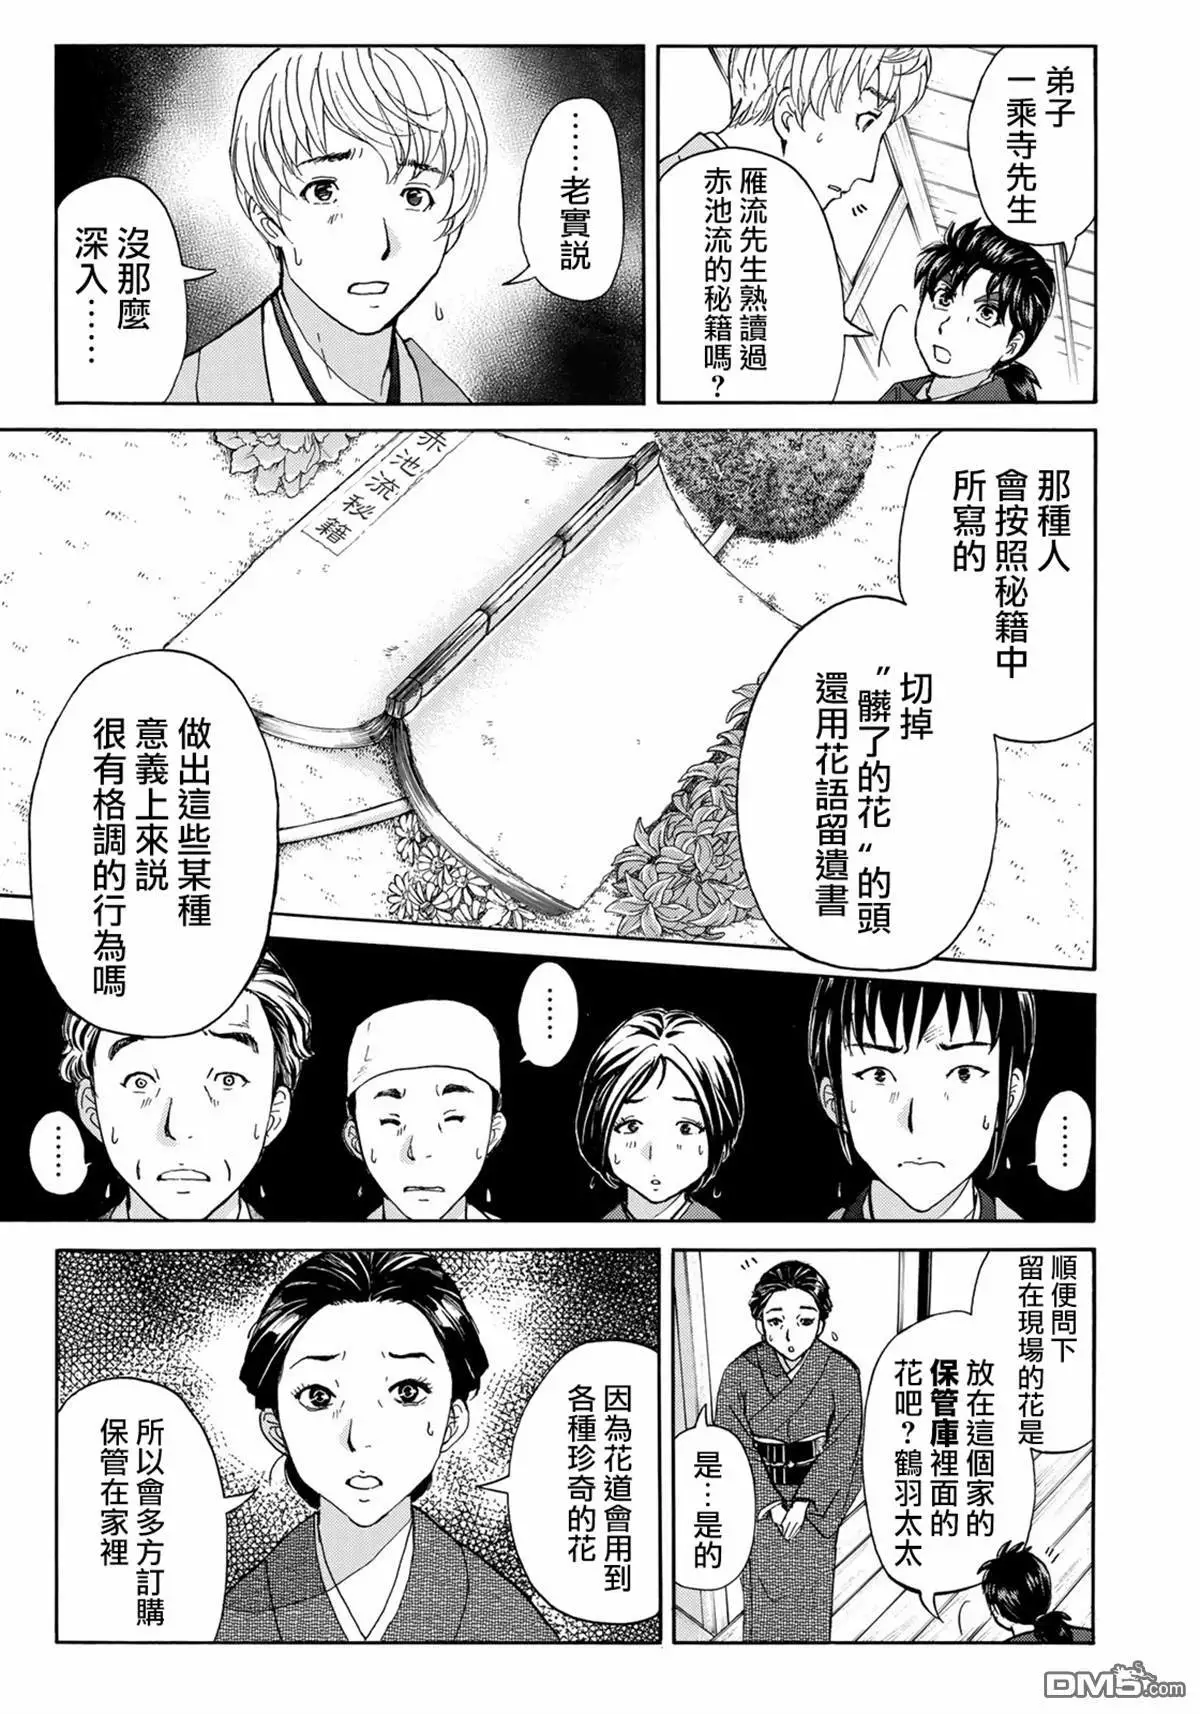 弟子
一乘寺先生
雁流先生熟讀過
赤池流的秘籍嗎?
……老實說
沒那麼
深入……
那種人
會按照秘籍中
所寫的
切掉
"髒了的花"的頭
還用花語留遺書
赤池流秘籍
做出這些某種
意義上來說
很有格調的行為嗎
……
……
……
順便問下
留在現場的花是
放在這個家的
保管庫裡面的
花吧?鶴羽太太
是…是的
因為花道會用到
各種珍奇的花
所以會多方訂購
保管在家裡
DM5.com